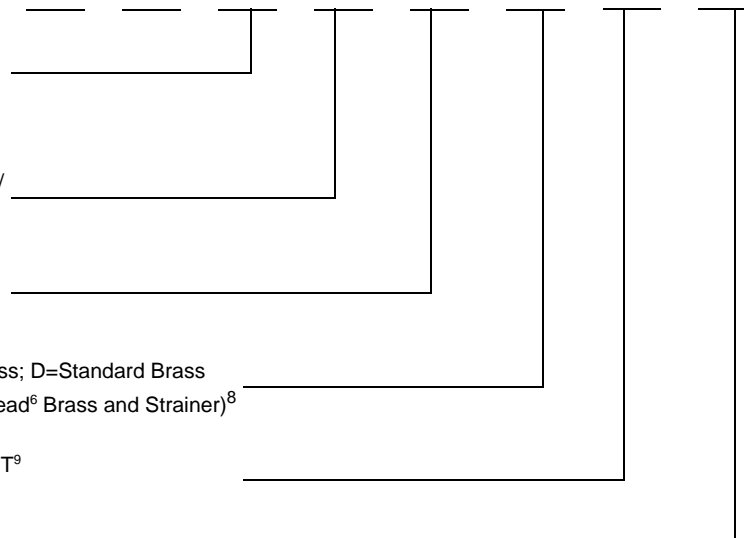 /
ss; D=Standard Brass
ead⁶ Brass and Strainer)⁸
T⁹